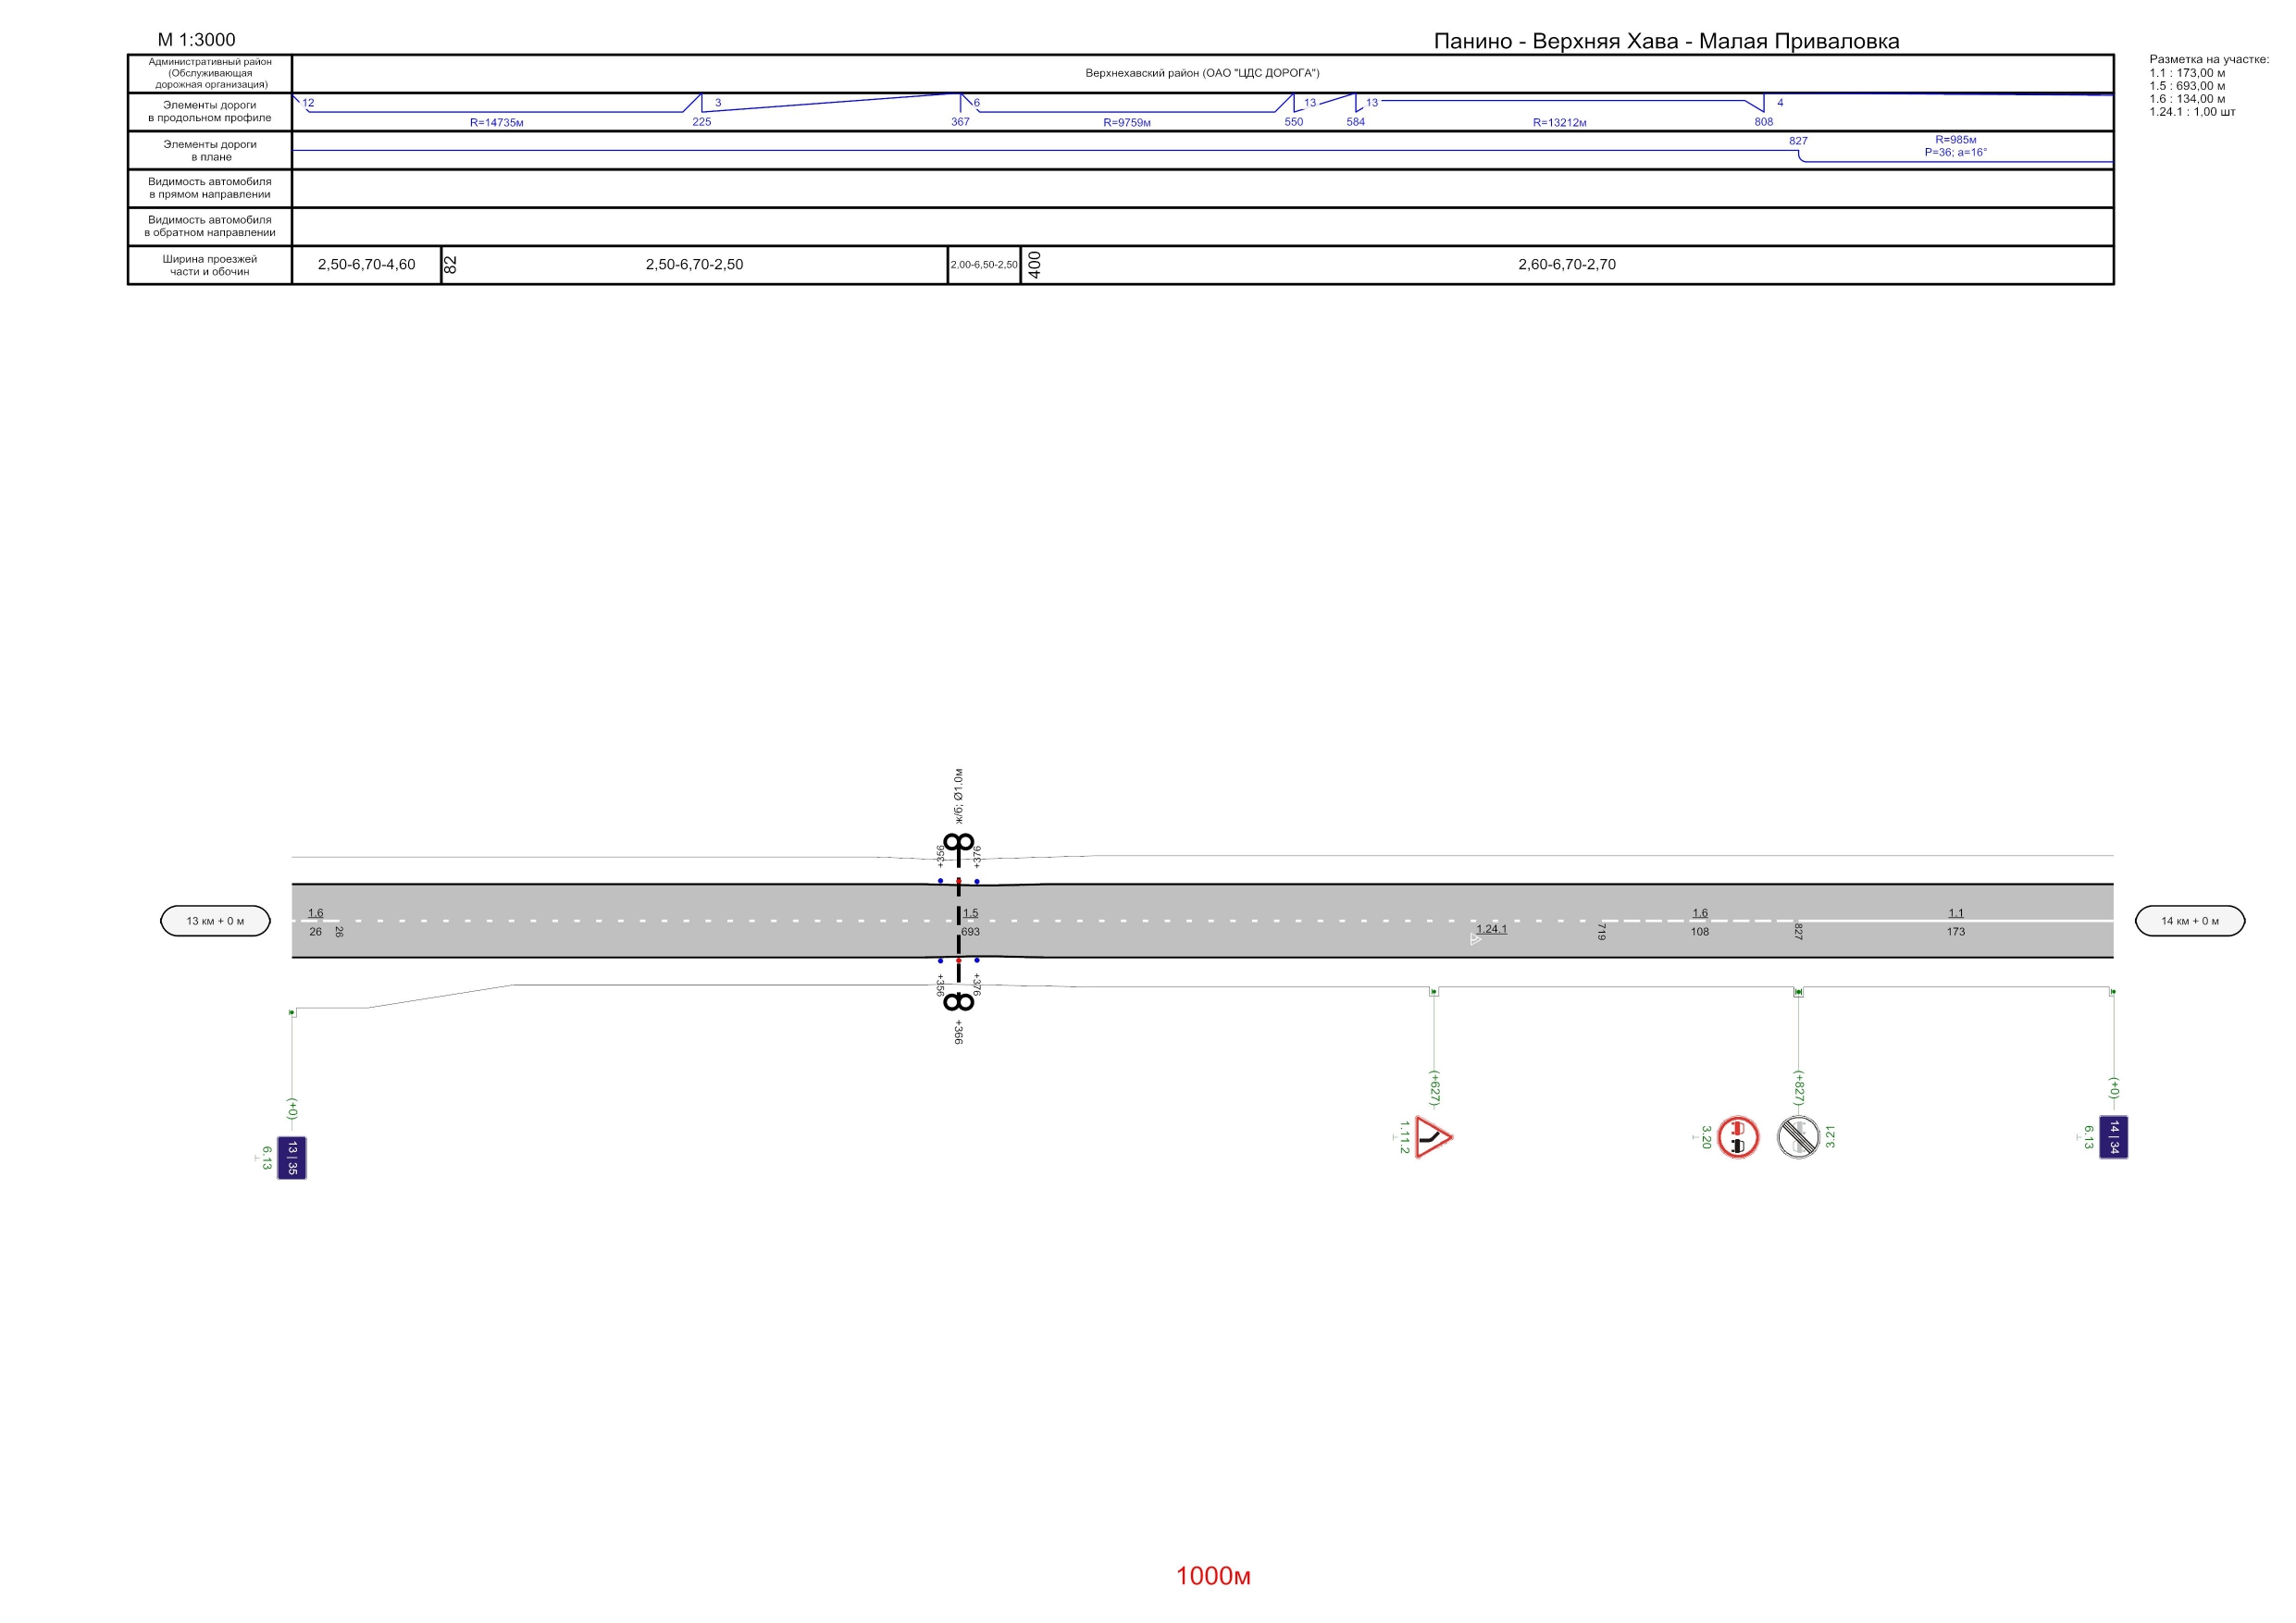 М 1:3000
Панино - Верхняя Хава - Малая Приваловка
Административный район
(Обслуживающая
дорожная организация)
Верхнехавский район (ОАО "ЦДС ДОРОГА")
Разметка на участке:
1.1 : 173,00 м
1.5 : 693,00 м
1.6 : 134,00 м
1.24.1 : 1,00 шт
Элементы дороги
в продольном профиле
12
3
6
13
13
4
R=14735м
225
367
R=9759м
550
584
R=13212м
808
Элементы дороги
в плане
827
R=985м
P=36; a=16°
Видимость автомобиля
в прямом направлении
Видимость автомобиля
в обратном направлении
Ширина проезжей
части и обочин
2,50-6,70-4,60
82
2,50-6,70-2,50
2,00-6,50-2,50
400
2,60-6,70-2,70
ж/б; Ø1.0м
+356
+376
13 км + 0 м
1.6
26
26
1.5
693
1.24.1
719
1.6
108
827
1.1
173
14 км + 0 м
+356
+376
+366
(+0)
6.13
13 | 35
(+627)
1.11.2
(+827)
3.20
3.21
(+0)
6.13
14 | 34
1000м